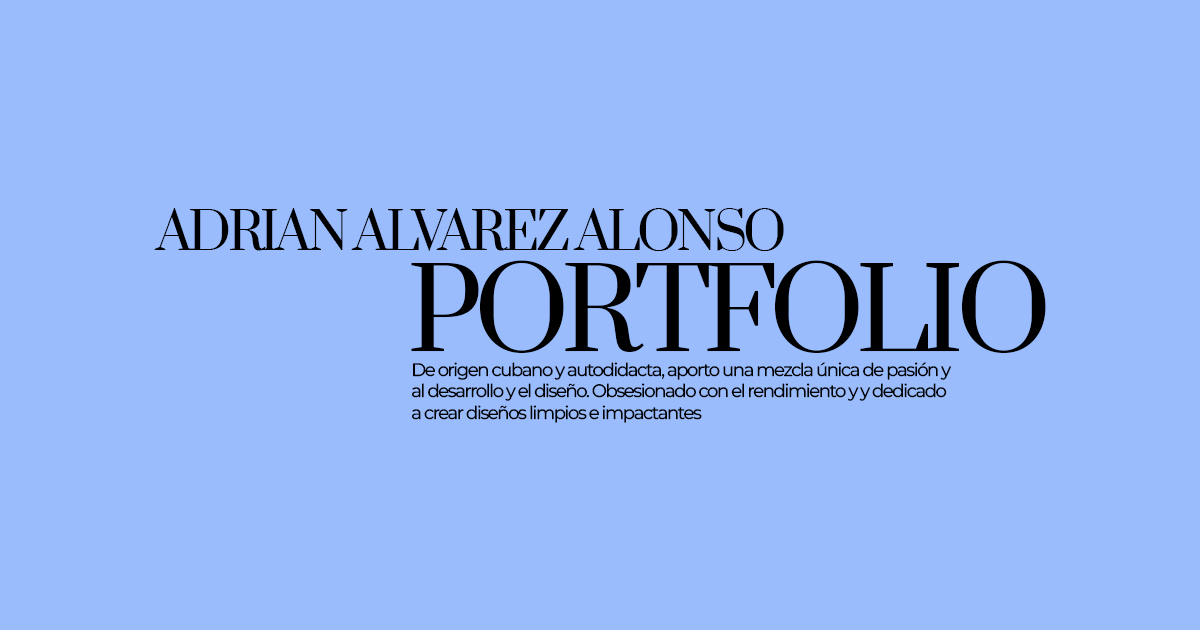 ADRIAN ALVAREZ ALONSO
PORTFOLIO
De origen cubano y autodidacta, aporto una mezcla única de pasión y
al desarrollo y el diseño. Obsesionado con el rendimiento y y dedicado
a crear diseños limpios e impactantes